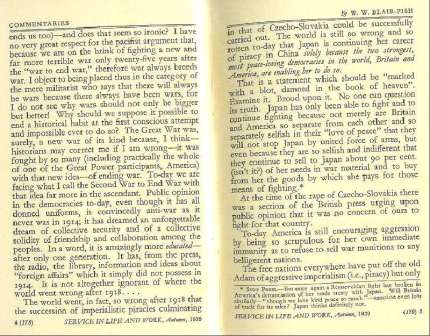 COMMENTARIES
ends us too)—and does that seem so ironic? I have
no very great respect for the pacifist argument that,
because we are on the brink of fighting a new and
far more terrible war only twenty-five years after
the "war to end war," therefore war always breeds
war. I object to being placed thus in the category of
the mere militarist who says that there will always
be wars because there always have been wars, for
I do not see why wars should not only be bigger
but better! Why should we suppose it possible to
end a historical habit at the first conscious attempt
and impossible ever to do so? The Great War was,
surely, a new war of its kind because, I think—
historians may correct me if I am wrong—it was
fought by so many (including practically the whole
of one of the Great Power participants, America)
with that new idea—of ending war. To-day we are
facing what I call the Second War to End War with
that idea far more in the ascendant. Public opinion
in the democracies to-day, even though it has all
donned uniforms, is convincedly anti-war as it
never was in 1914; it has dreamed an unforgettable
dream of collective security and of a collective
solidity of friendship and collaboration among the
peoples. In a word, it is amazingly more educated—
after only one generation. It has, from the press,
the radio, the library, information and ideas about
"foreign affairs" which it simply did not possess in
1914. It is not altogether ignorant of where the
world went wrong after 1918. . . .
The world went, in fact, so wrong after 1918 that
the succession of imperialistic piracies culminating
4 (178) SERVICE IN LIFE AND WORK, Autumn, 1939
By W. W. BLAIR-FISH
in that of Czecho-Slovakia could be successfully
carried out. The world is still so wrong and so
rotten to-day that Japan is continuing her career
of piracy in China solely because the two strongest,
most peace-loving democracies in the world, Britain and
America, are enabling her to do so.
That is a statement which should be "marked
with a blot, damned in the book of heaven".
Examine it. Brood upon it. No one can question
its truth. Japan has only been able to fight and to
continue fighting because not merely are Britain
and America so separate from each other and so
separately selfish in their "love of peace" that they
will not stop Japan by united force of arms, but
even because they are so selfish and indifferent that
they continue to sell to Japan about 90 per cent.
(isn't it?) of her needs in war material and to buy
from her the goods by which she pays for those
means of fighting.*
At the time of the rape of Czecho-Slovakia there
was a section of the British press urging upon
public opinion that it was no concern of ours to
fight for that country.
To-day America is still encouraging aggression
by being so scrupulous for her own immediate
immunity as to refuse to sell war munitions to any
belligerent nations.
The free nations everywhere have put off the old
Adam of aggressive imperialism (i.e., piracy) but only
* Stop Press.—But once again a Rooseveltian light has broken in
America's denunciation of her trade treaty with Japan. Will Britain
similarly
SERVICE IN LIFE AND WORK, Autumn, 1939 (179) 5